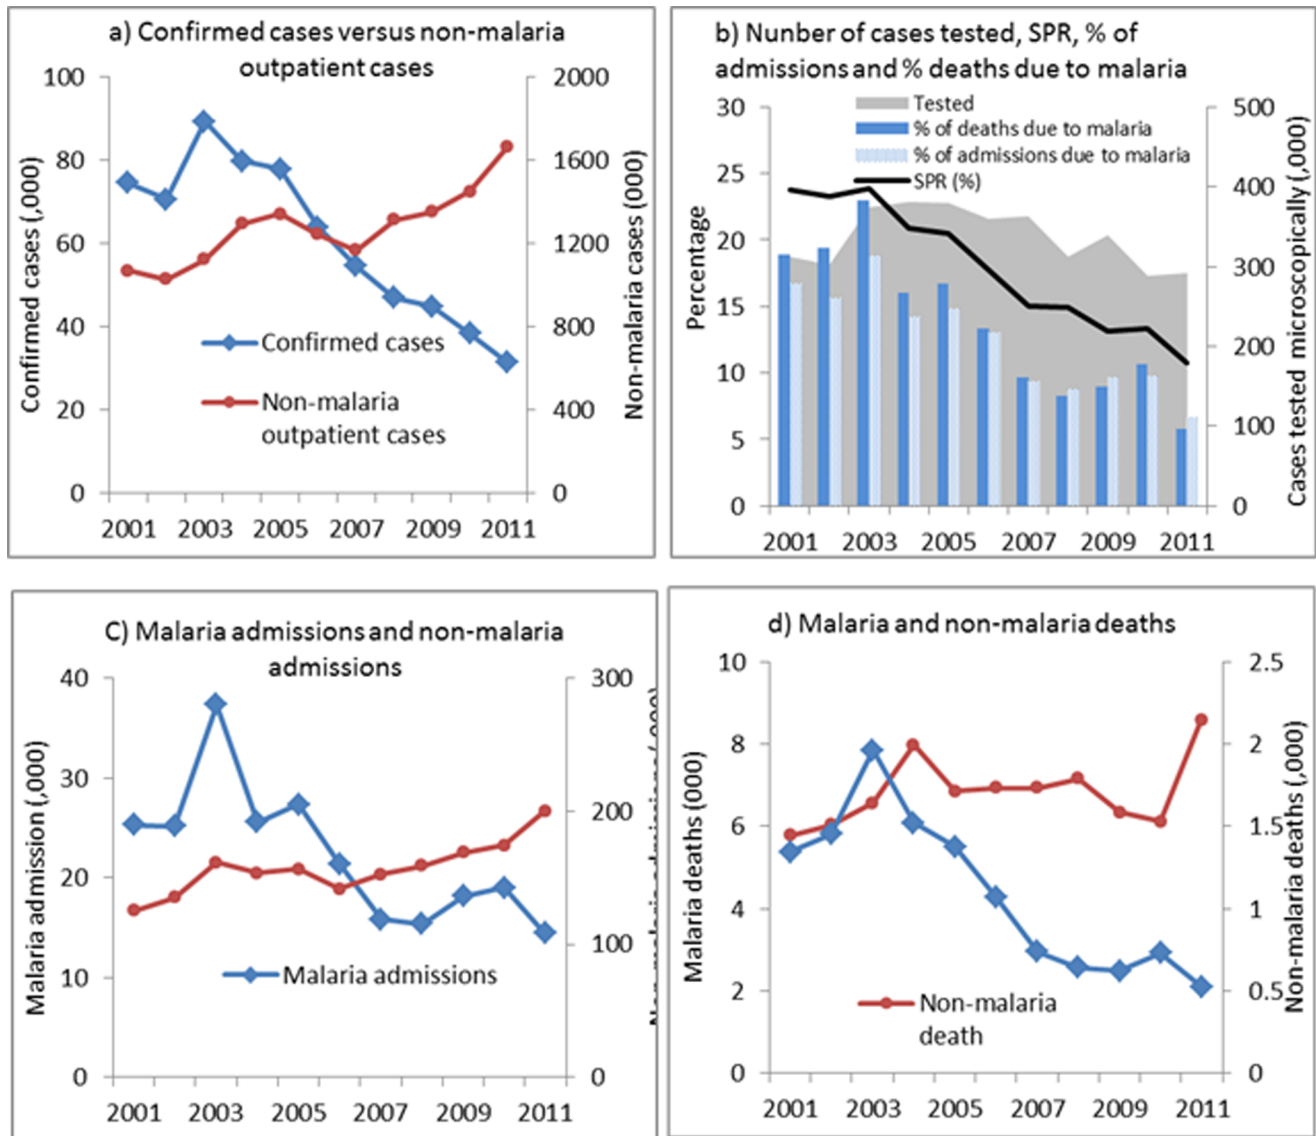 a) Confirmed cases versus non-malaria
outpatient cases
100
80
60
40
20
0
Confirmed cases (,000)
2000
1600
1200
800
400
0
Non-malaria cases (000)
Confirmed cases
Non-malaria
outpatient cases
2001 2003 2005 2007 2009 2011
b) Nunber of cases tested, SPR, % of
admissions and % deaths due to malaria
30
25
20
15
10
5
0
Percentage
Tested
% of deaths due to malaria
% of admissions due to malaria
SPR (%)
500
400
300
200
100
0
Cases tested microscopically (,000)
2001 2003 2005 2007 2009 2011
C) Malaria admissions and non-malaria
admissions
40
30
20
10
0
Malaria admission (,000)
300
200
100
0
Malaria admissions
2001 2003 2005 2007 2009 2011
d) Malaria and non-malaria deaths
10
8
6
4
2
0
Malaria deaths (000)
2.5
2
1.5
1
0.5
0
Non-malaria deaths (,000)
Non-malaria
death
2001 2003 2005 2007 2009 2011